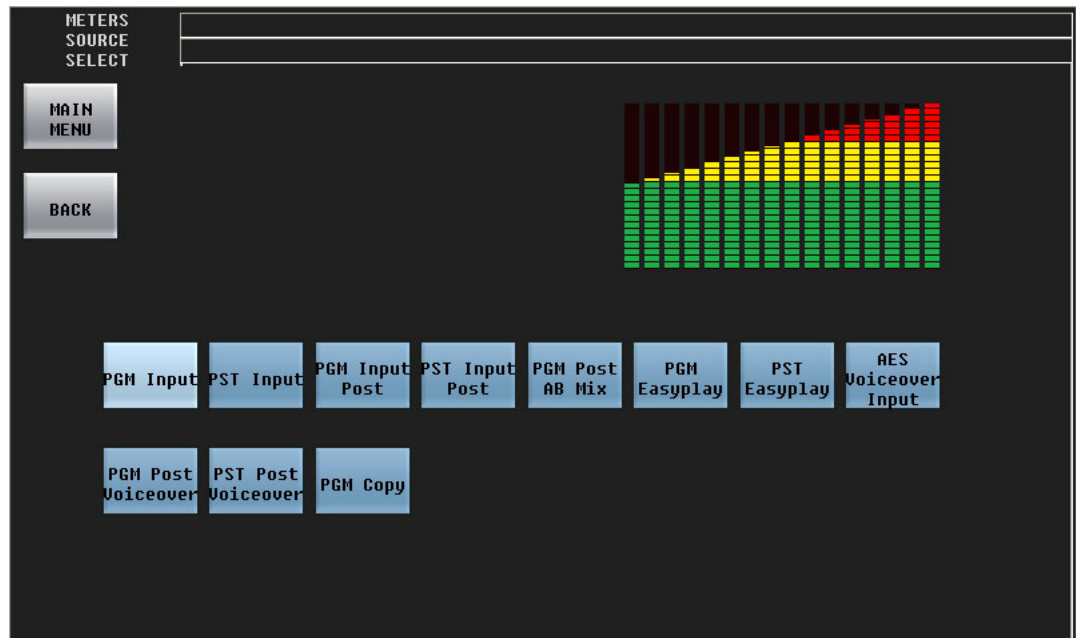 METERS
SOURCE
SELECT
MAIN
MENU
BACK
PGM Input
PST Input
PGM Input
Post
PST Input
Post
PGM Post
AB Mix
PGM
Easyplay
PST
Easyplay
AES
Voiceover
Input
PGM Post
Voiceover
PST Post
Voiceover
PGM Copy